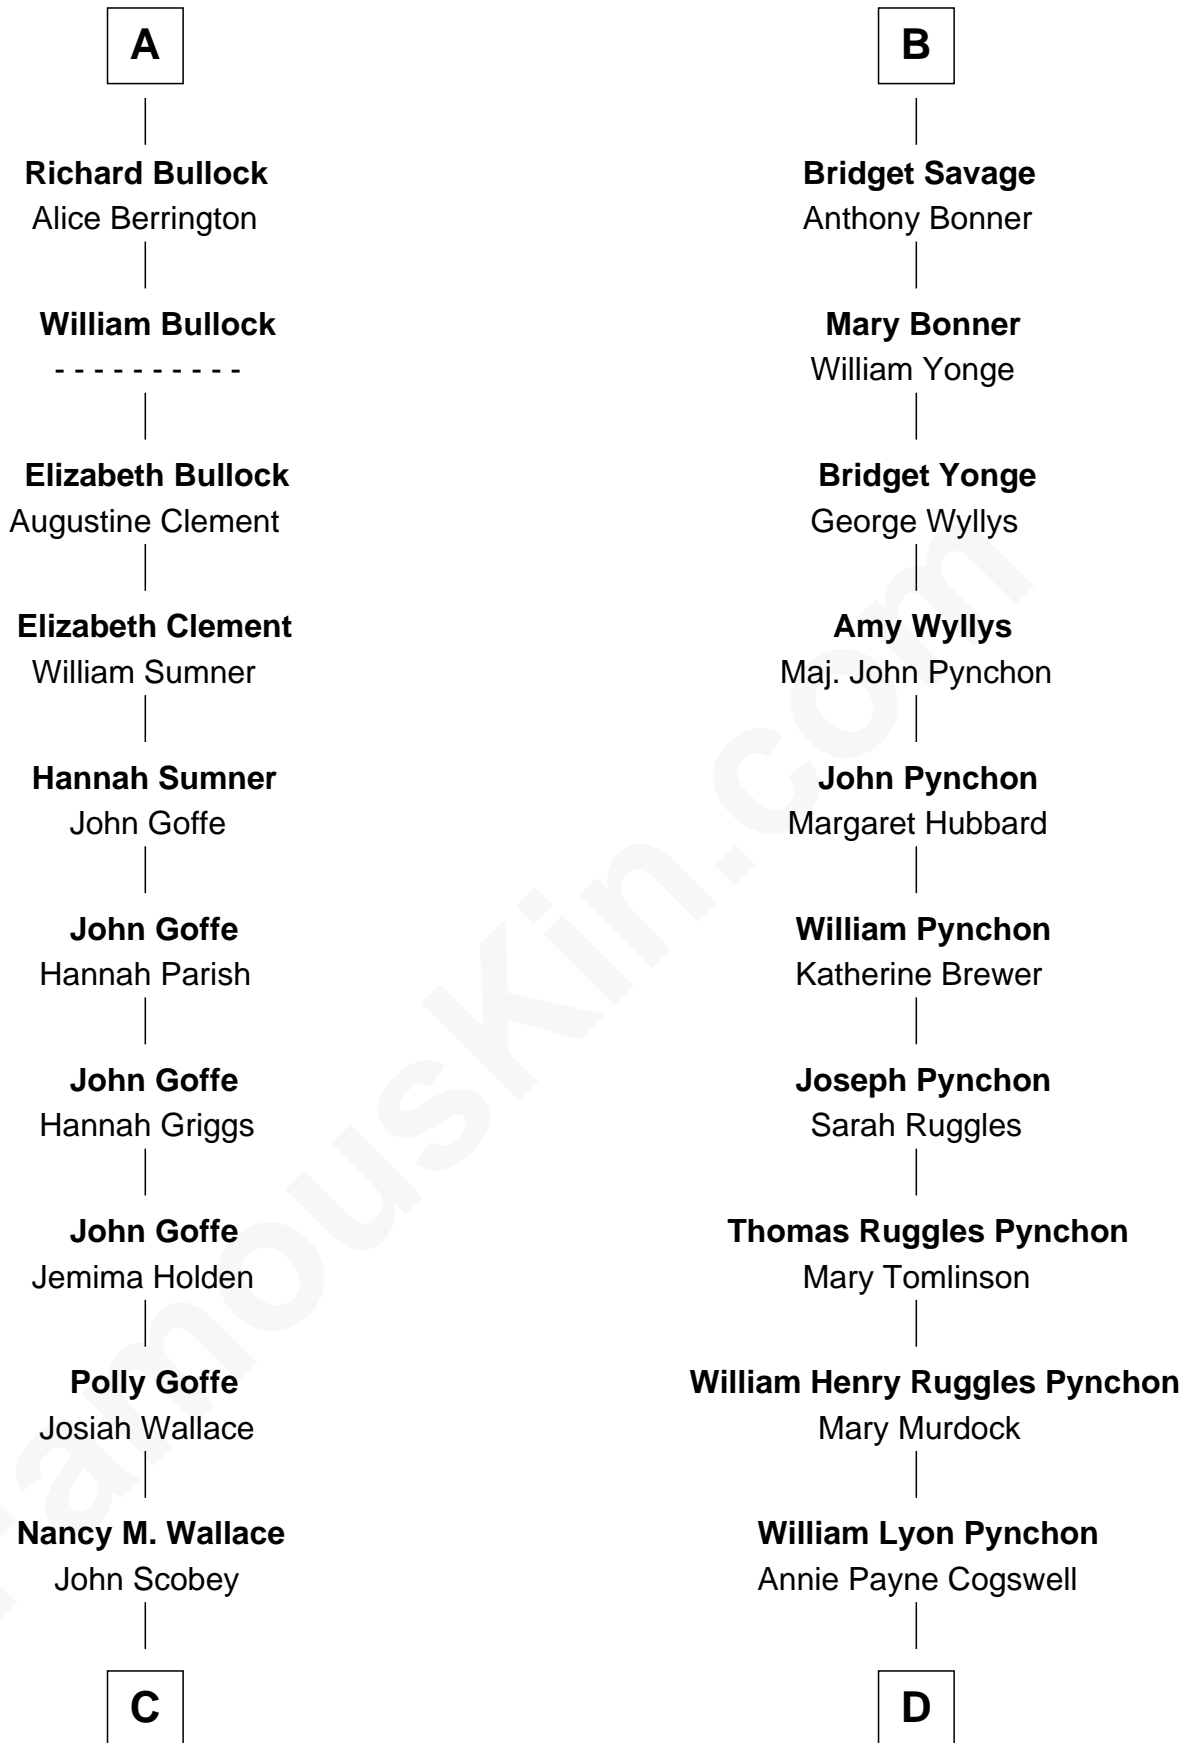 A
Richard Bullock
Alice Berrington
William Bullock
- - - - - - - - - -
Elizabeth Bullock
Augustine Clement
Elizabeth Clement
William Sumner
Hannah Sumner
John Goffe
John Goffe
Hannah Parish
John Goffe
Hannah Griggs
John Goffe
Jemima Holden
Polly Goffe
Josiah Wallace
Nancy M. Wallace
John Scobey
C
B
Bridget Savage
Anthony Bonner
Mary Bonner
William Yonge
Bridget Yonge
George Wyllys
Amy Wyllys
Maj. John Pynchon
John Pynchon
Margaret Hubbard
William Pynchon
Katherine Brewer
Joseph Pynchon
Sarah Ruggles
Thomas Ruggles Pynchon
Mary Tomlinson
William Henry Ruggles Pynchon
Mary Murdock
William Lyon Pynchon
Annie Payne Cogswell
D
FamousKin.com